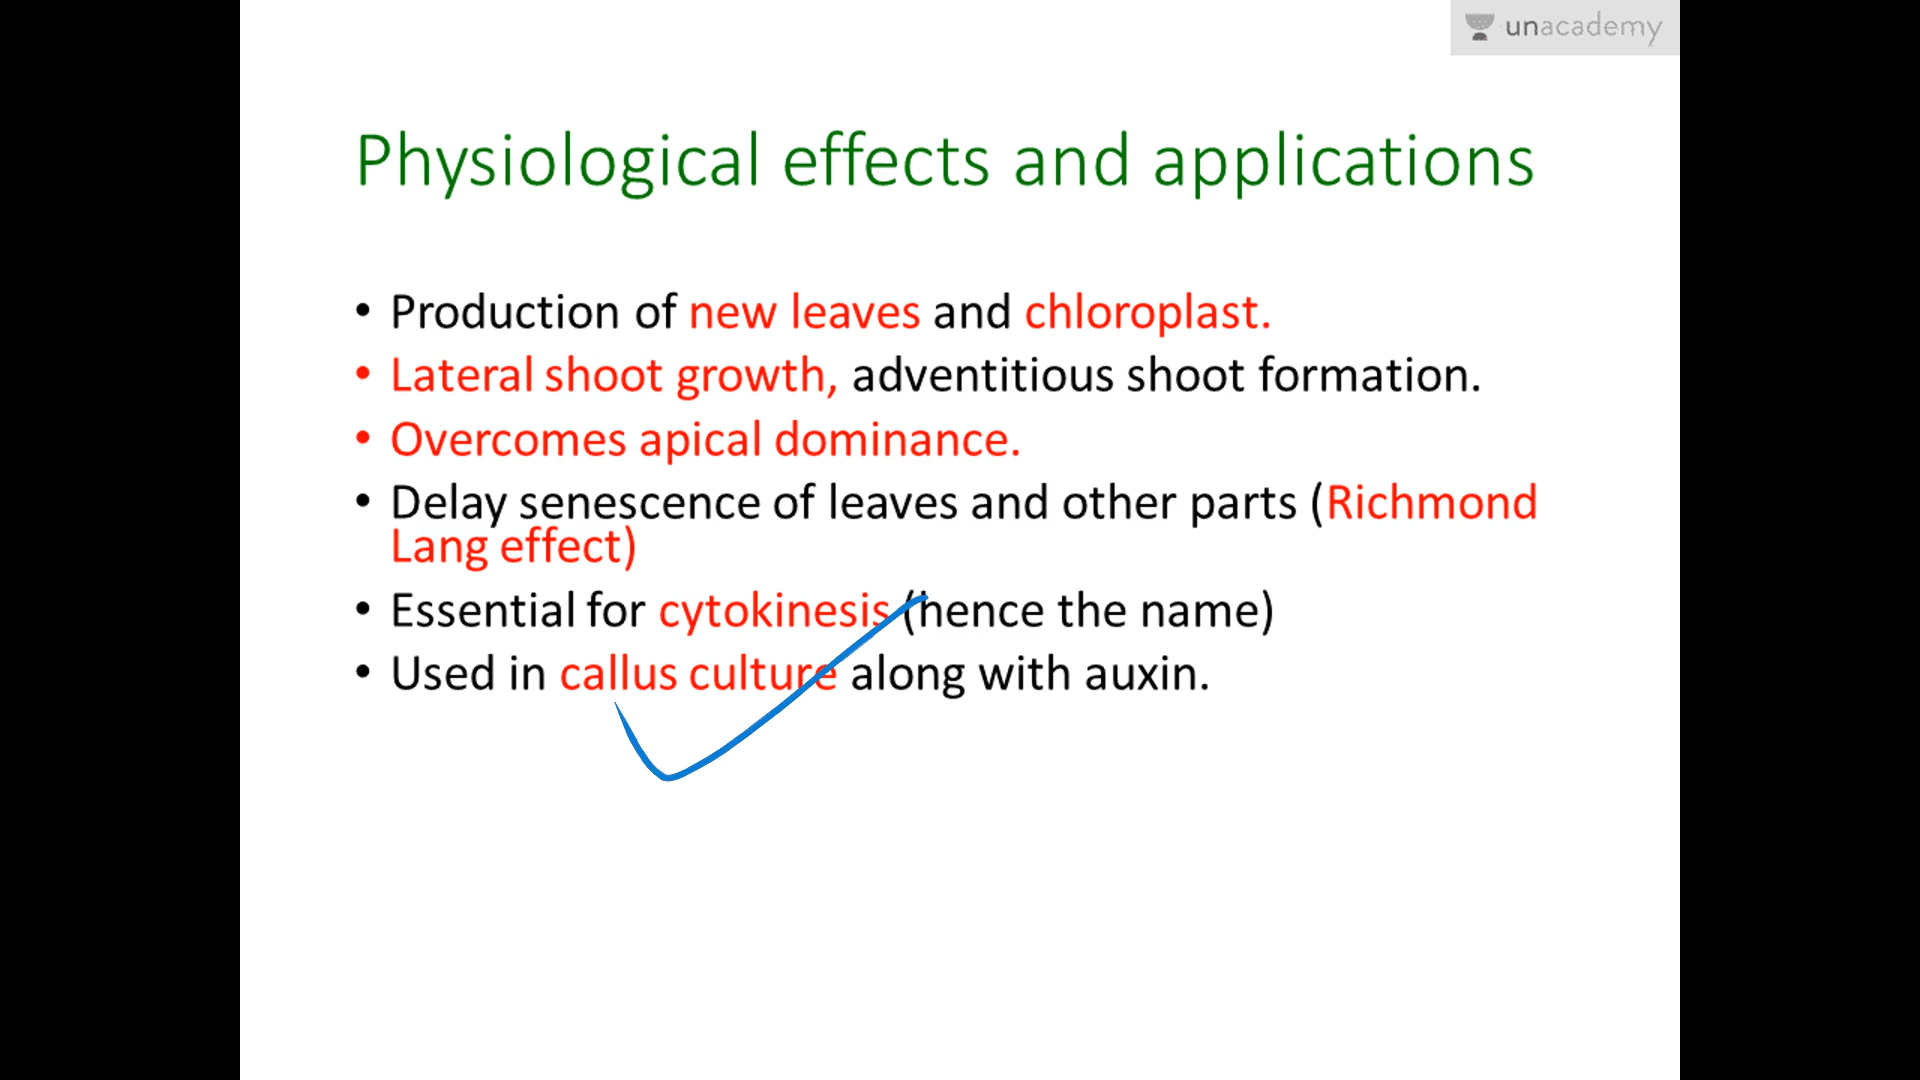 unacademy
Physiological effects and applications
• Production of new leaves and chloroplast.
• Lateral shoot growth, adventitious shoot formation.
• Overcomes apical dominance.
• Delay senescence of leaves and other parts (Richmond
Lang effect)
• Essential for cytokinesis (hence the name)
• Used in callus culture along with auxin.